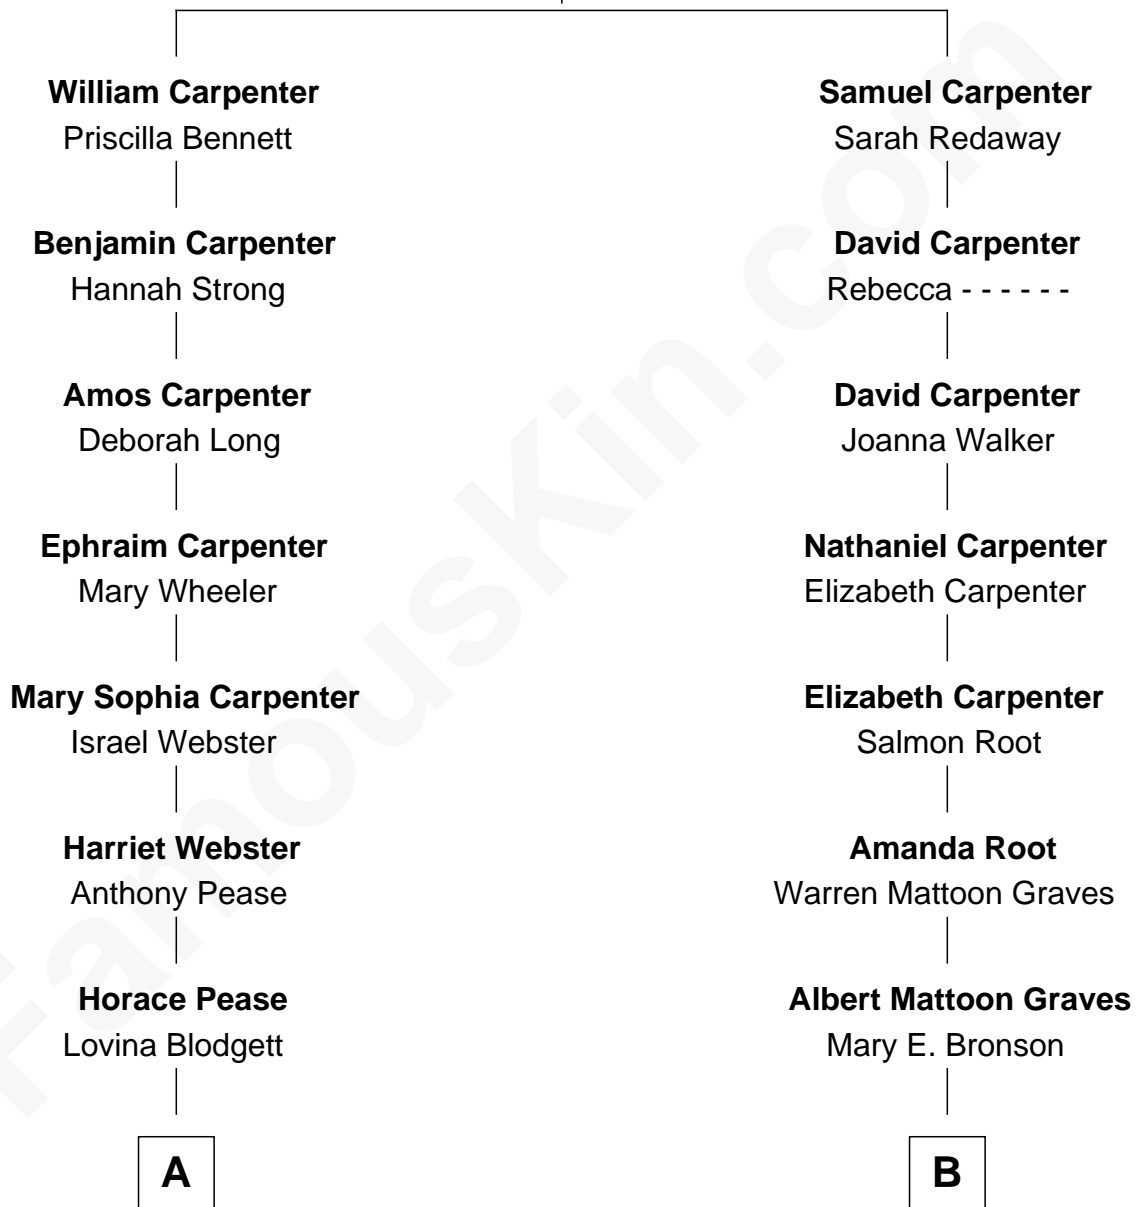 William Carpenter
Priscilla Bennett
Samuel Carpenter
Sarah Redaway
Benjamin Carpenter
Hannah Strong
David Carpenter
Rebecca - - - - - -
Amos Carpenter
Deborah Long
David Carpenter
Joanna Walker
Ephraim Carpenter
Mary Wheeler
Nathaniel Carpenter
Elizabeth Carpenter
Mary Sophia Carpenter
Israel Webster
Elizabeth Carpenter
Salmon Root
Harriet Webster
Anthony Pease
Amanda Root
Warren Mattoon Graves
Horace Pease
Lovina Blodgett
Albert Mattoon Graves
Mary E. Bronson
A
B
FamousKin.com